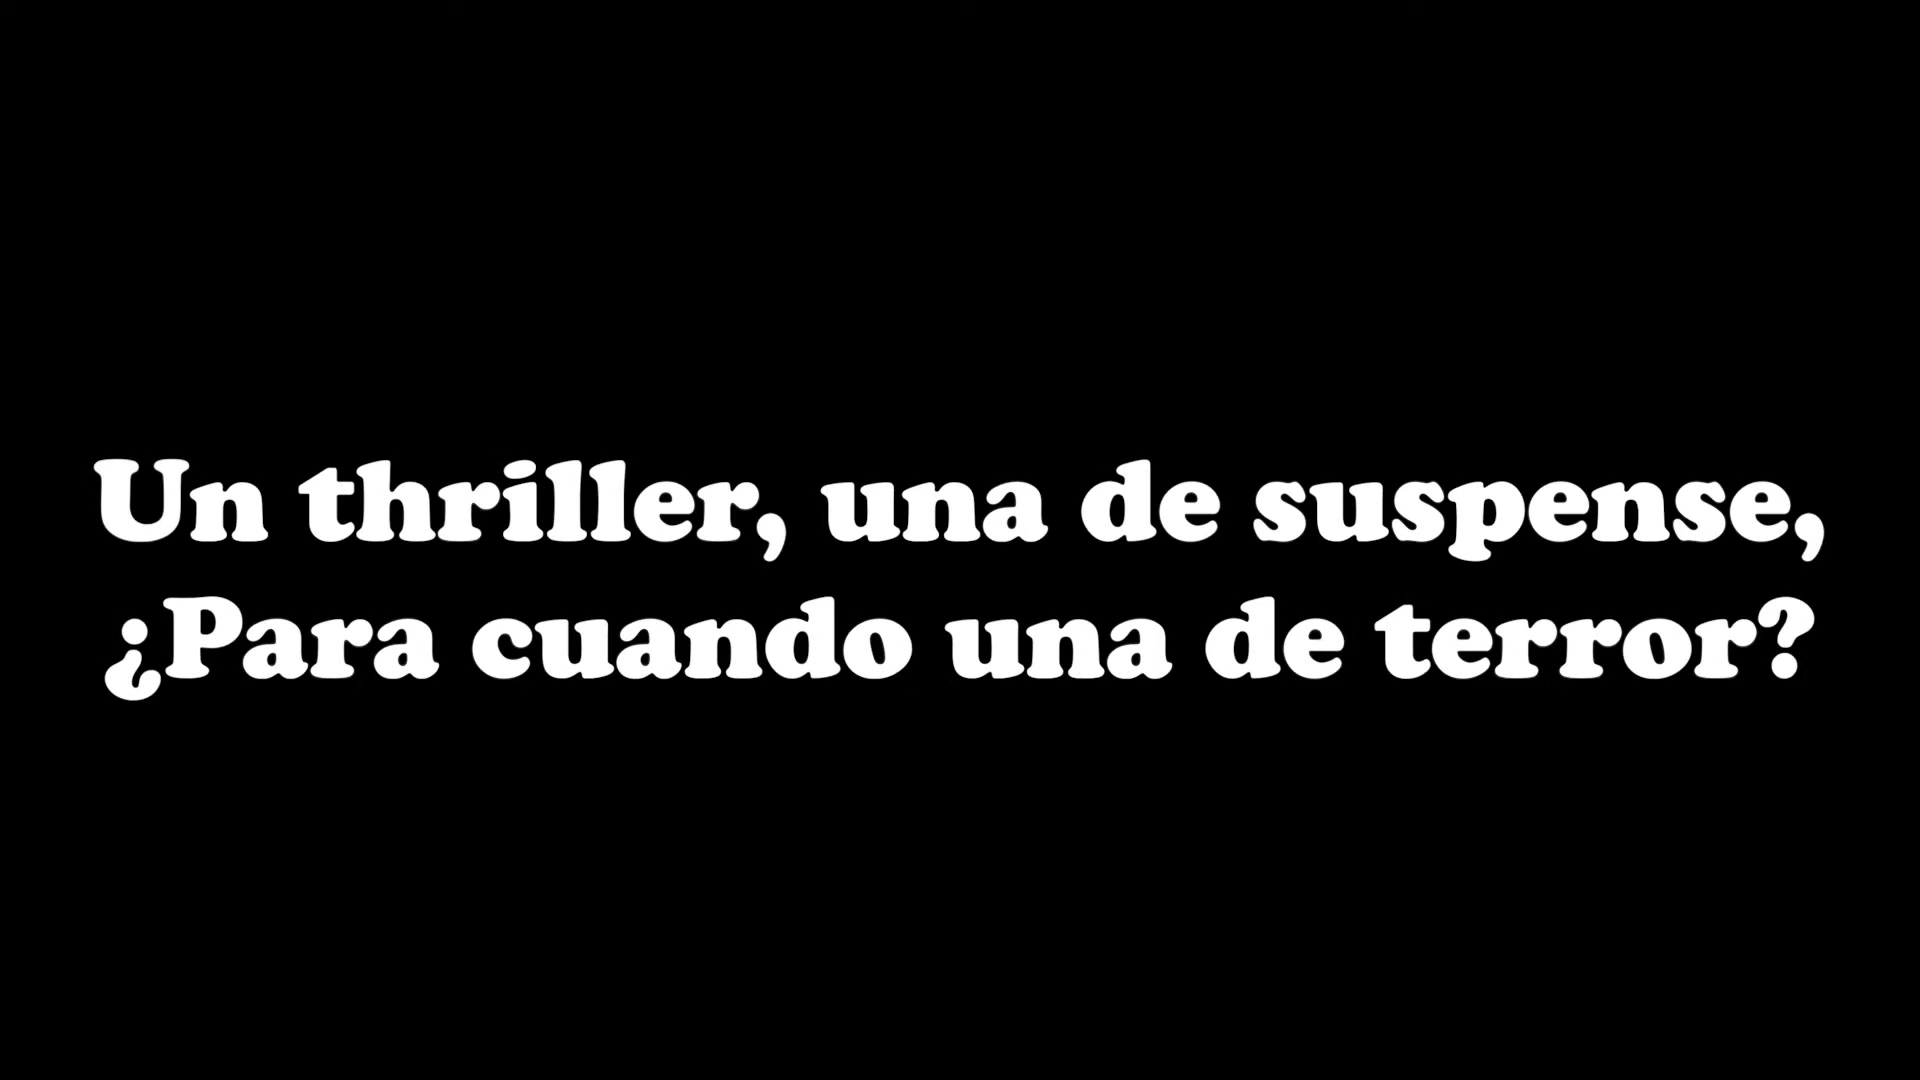 Un thriller, una de suspense,
¿Para cuando una de terror?